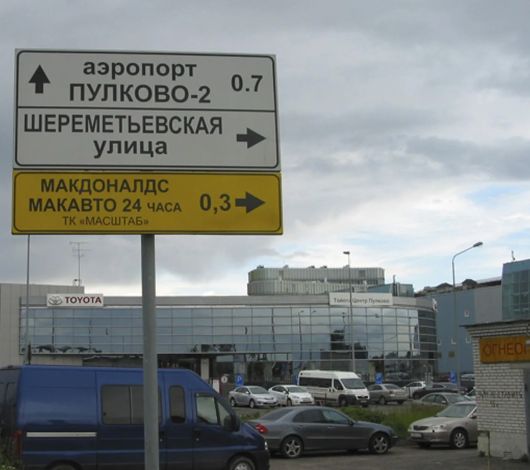 аэропорт
ПУЛКОВО-2
0.7
ШЕРЕМЕТЬЕВСКАЯ
улица
МАКДОНАЛДС
МАКАВТО 24 ЧАСА
0,3
ТК «МАСШТАБ»
TOYOTA
Тойота Центр Пулково
ОГНЕО